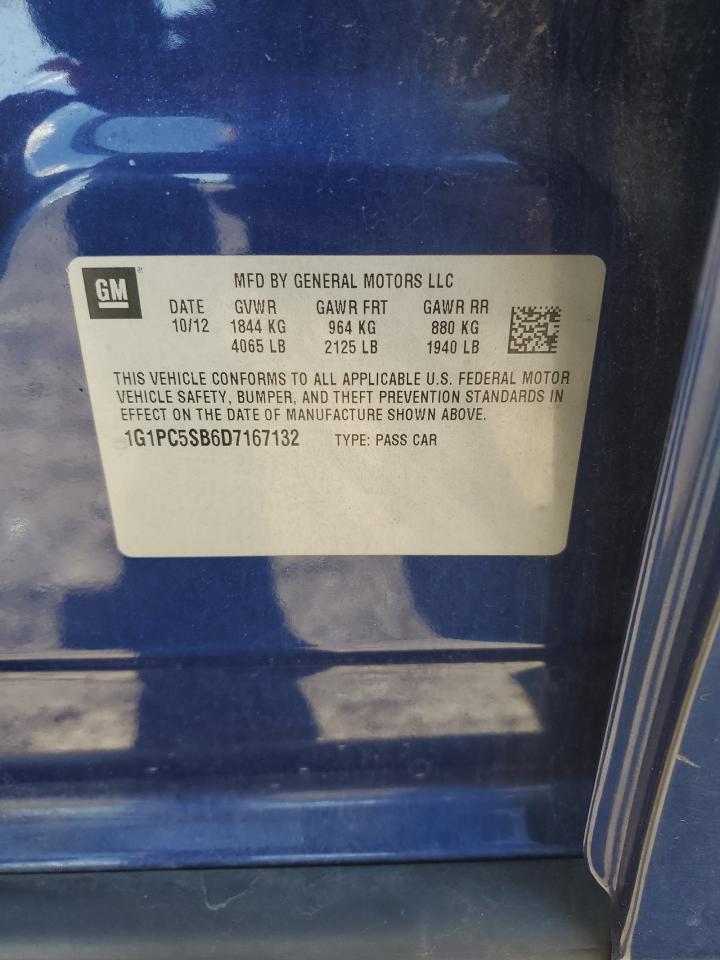 GM MFD BY GENERAL MOTORS LLC
DATE GVWR GAWR FRT GAWR RR
10/12 1844 KG 964 KG 880 KG
4065 LB 2125 LB 1940 LB
THIS VEHICLE CONFORMS TO ALL APPLICABLE U.S. FEDERAL MOTOR
VEHICLE SAFETY, BUMPER, AND THEFT PREVENTION STANDARDS IN
EFFECT ON THE DATE OF MANUFACTURE SHOWN ABOVE.
1G1PC5SB6D7167132 TYPE: PASS CAR